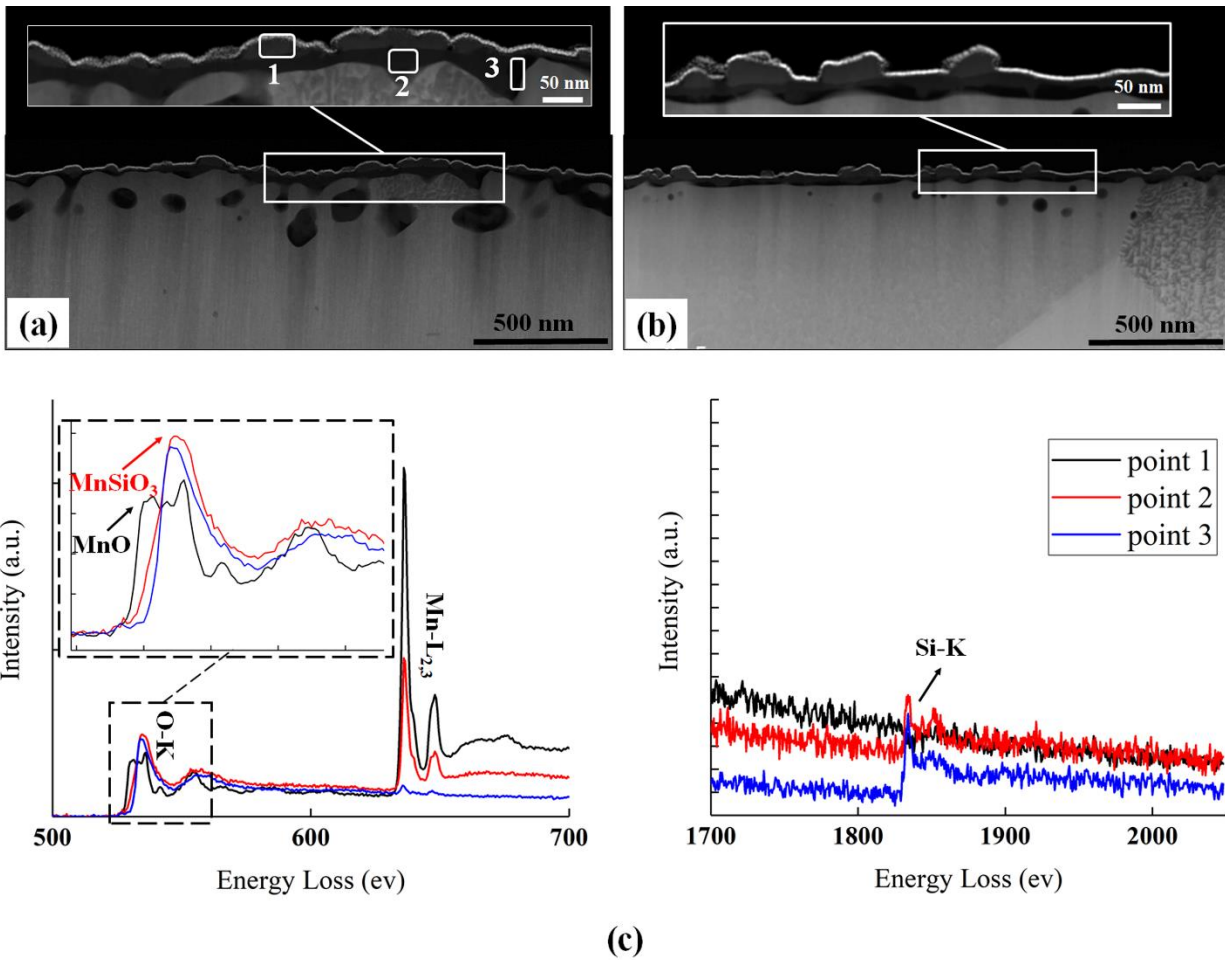 1
2
3
50 nm
(a)
500 nm
50 nm
(b)
500 nm
MnSiO3
MnO
O-K
Mn-L2,3
Intensity (a.u.)
500
600
700
Energy Loss (ev)
point 1
point 2
point 3
Si-K
Intensity (a.u.)
1700
1800
1900
2000
Energy Loss (ev)
(c)